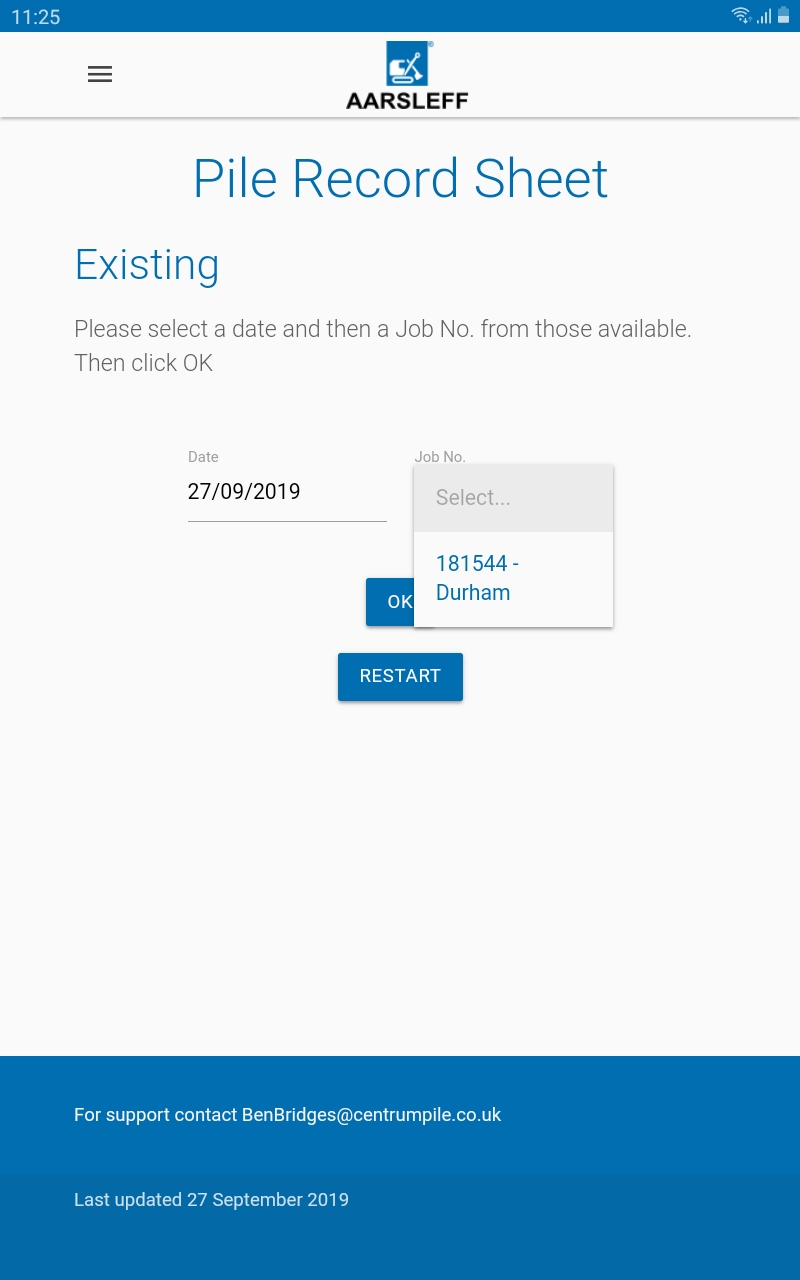 11:25
AARSLEFF
Pile Record Sheet
Existing
Please select a date and then a Job No. from those available.
Then click OK
Date
Job No.
27/09/2019
Select...
181544 -
Durham
OK
RESTART
For support contact BenBridges@centrumpile.co.uk
Last updated 27 September 2019